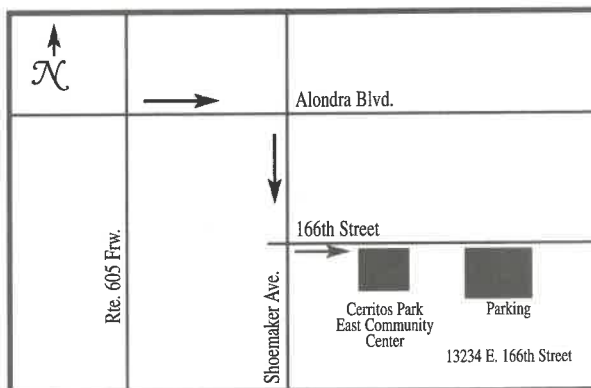 N
Alondra Blvd.
166th Street
Rte. 605 Frw.
Shoemaker Ave.
Cerritos Park
East Community
Center
Parking
13234 E. 166th Street